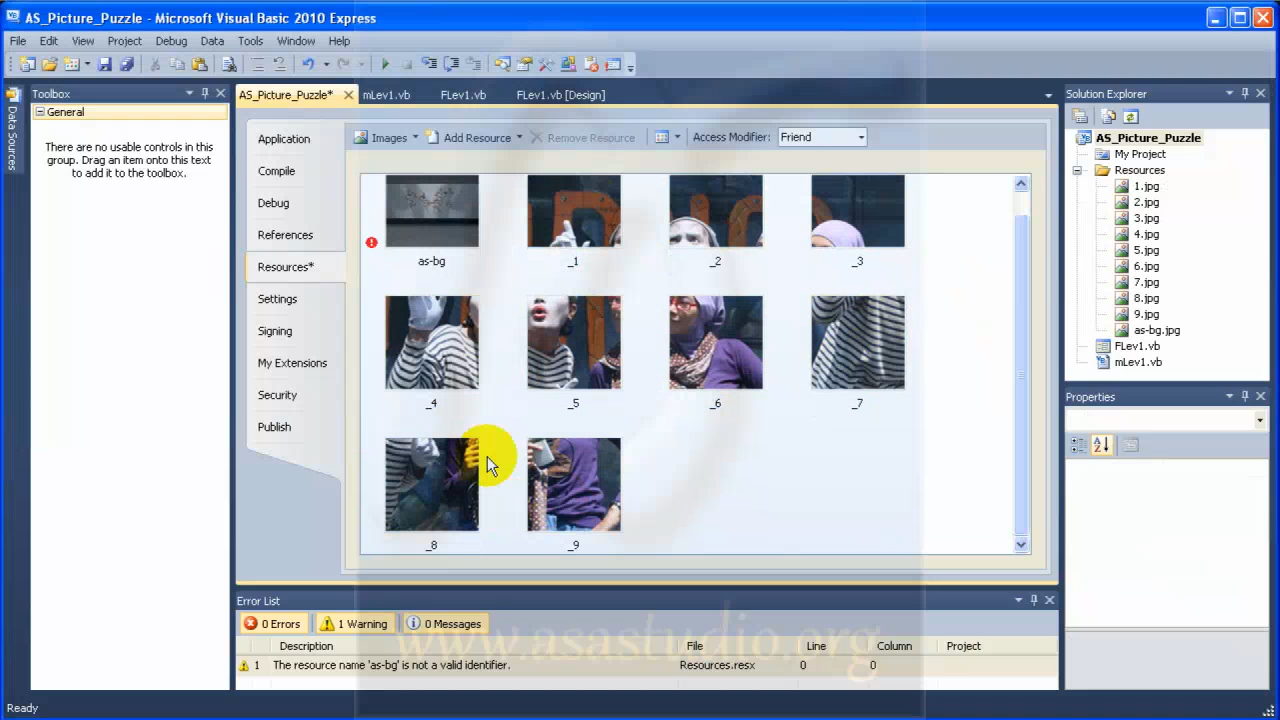 AS_Picture_Puzzle - Microsoft Visual Basic 2010 Express
File Edit View Project Debug Data Tools Window Help
Data Sources
Toolbox
General
There are no usable controls in this
group. Drag an item onto this text
to add it to the toolbox.
AS_Picture_Puzzle* mLev1.vb FLev1.vb FLev1.vb [Design]
Application
Compile
Debug
References
Resources*
Settings
Signing
My Extensions
Security
Publish
Images Add Resource Remove Resource Access Modifier: Friend
as-bg _1 _2 _3
_4 _5 _6 _7
_8 _9
Error List
0 Errors 1 Warning 0 Messages
Description File Line Column Project
1 The resource name 'as-bg' is not a valid identifier. Resources.resx 0 0
www.asastudio.org
Solution Explorer
AS_Picture_Puzzle
My Project
Resources
1.jpg
2.jpg
3.jpg
4.jpg
5.jpg
6.jpg
7.jpg
8.jpg
9.jpg
as-bg.jpg
FLev1.vb
mLev1.vb
Properties
Ready